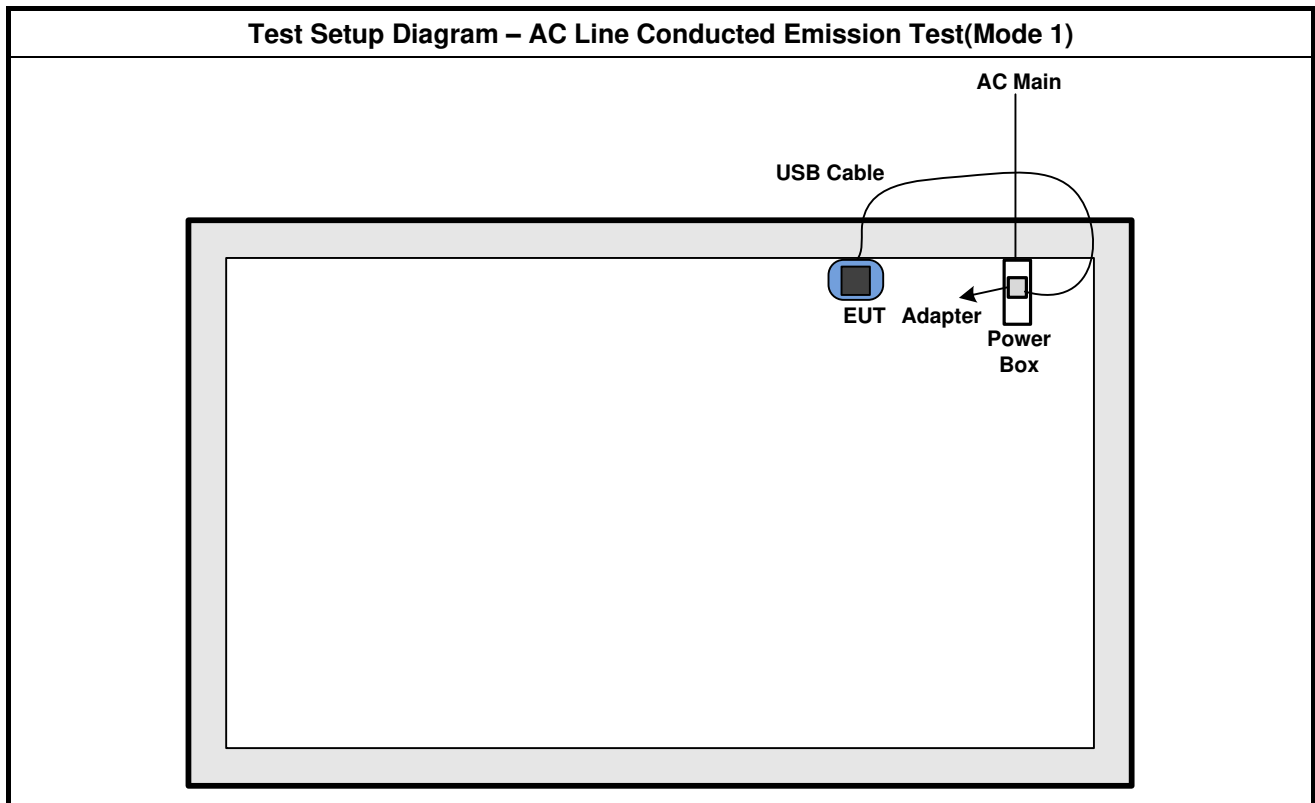 Test Setup Diagram – AC Line Conducted Emission Test(Mode 1)
AC Main
USB Cable
EUT
Adapter
Power
Box